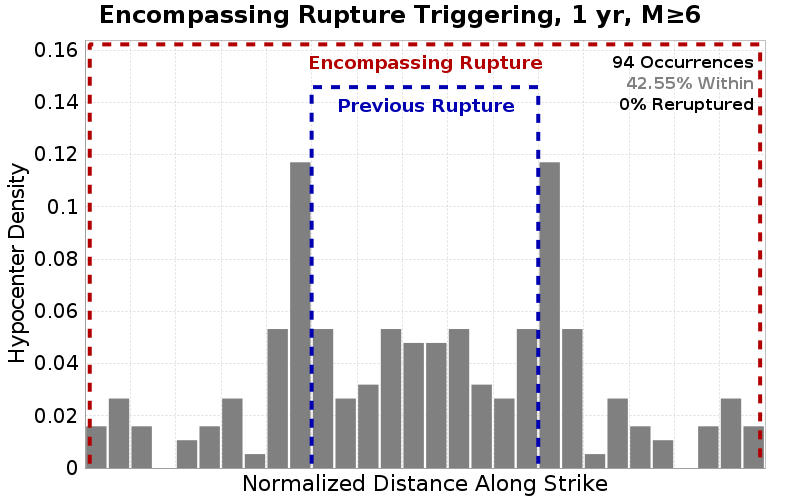 Encompassing Rupture Triggering, 1 yr, M≥6
0.16
0.14
0.12
0.1
0.08
0.06
0.04
0.02
0
Hypocenter Density
Encompassing Rupture
Previous Rupture
94 Occurrences
42.55% Within
0% Reruptured
Normalized Distance Along Strike